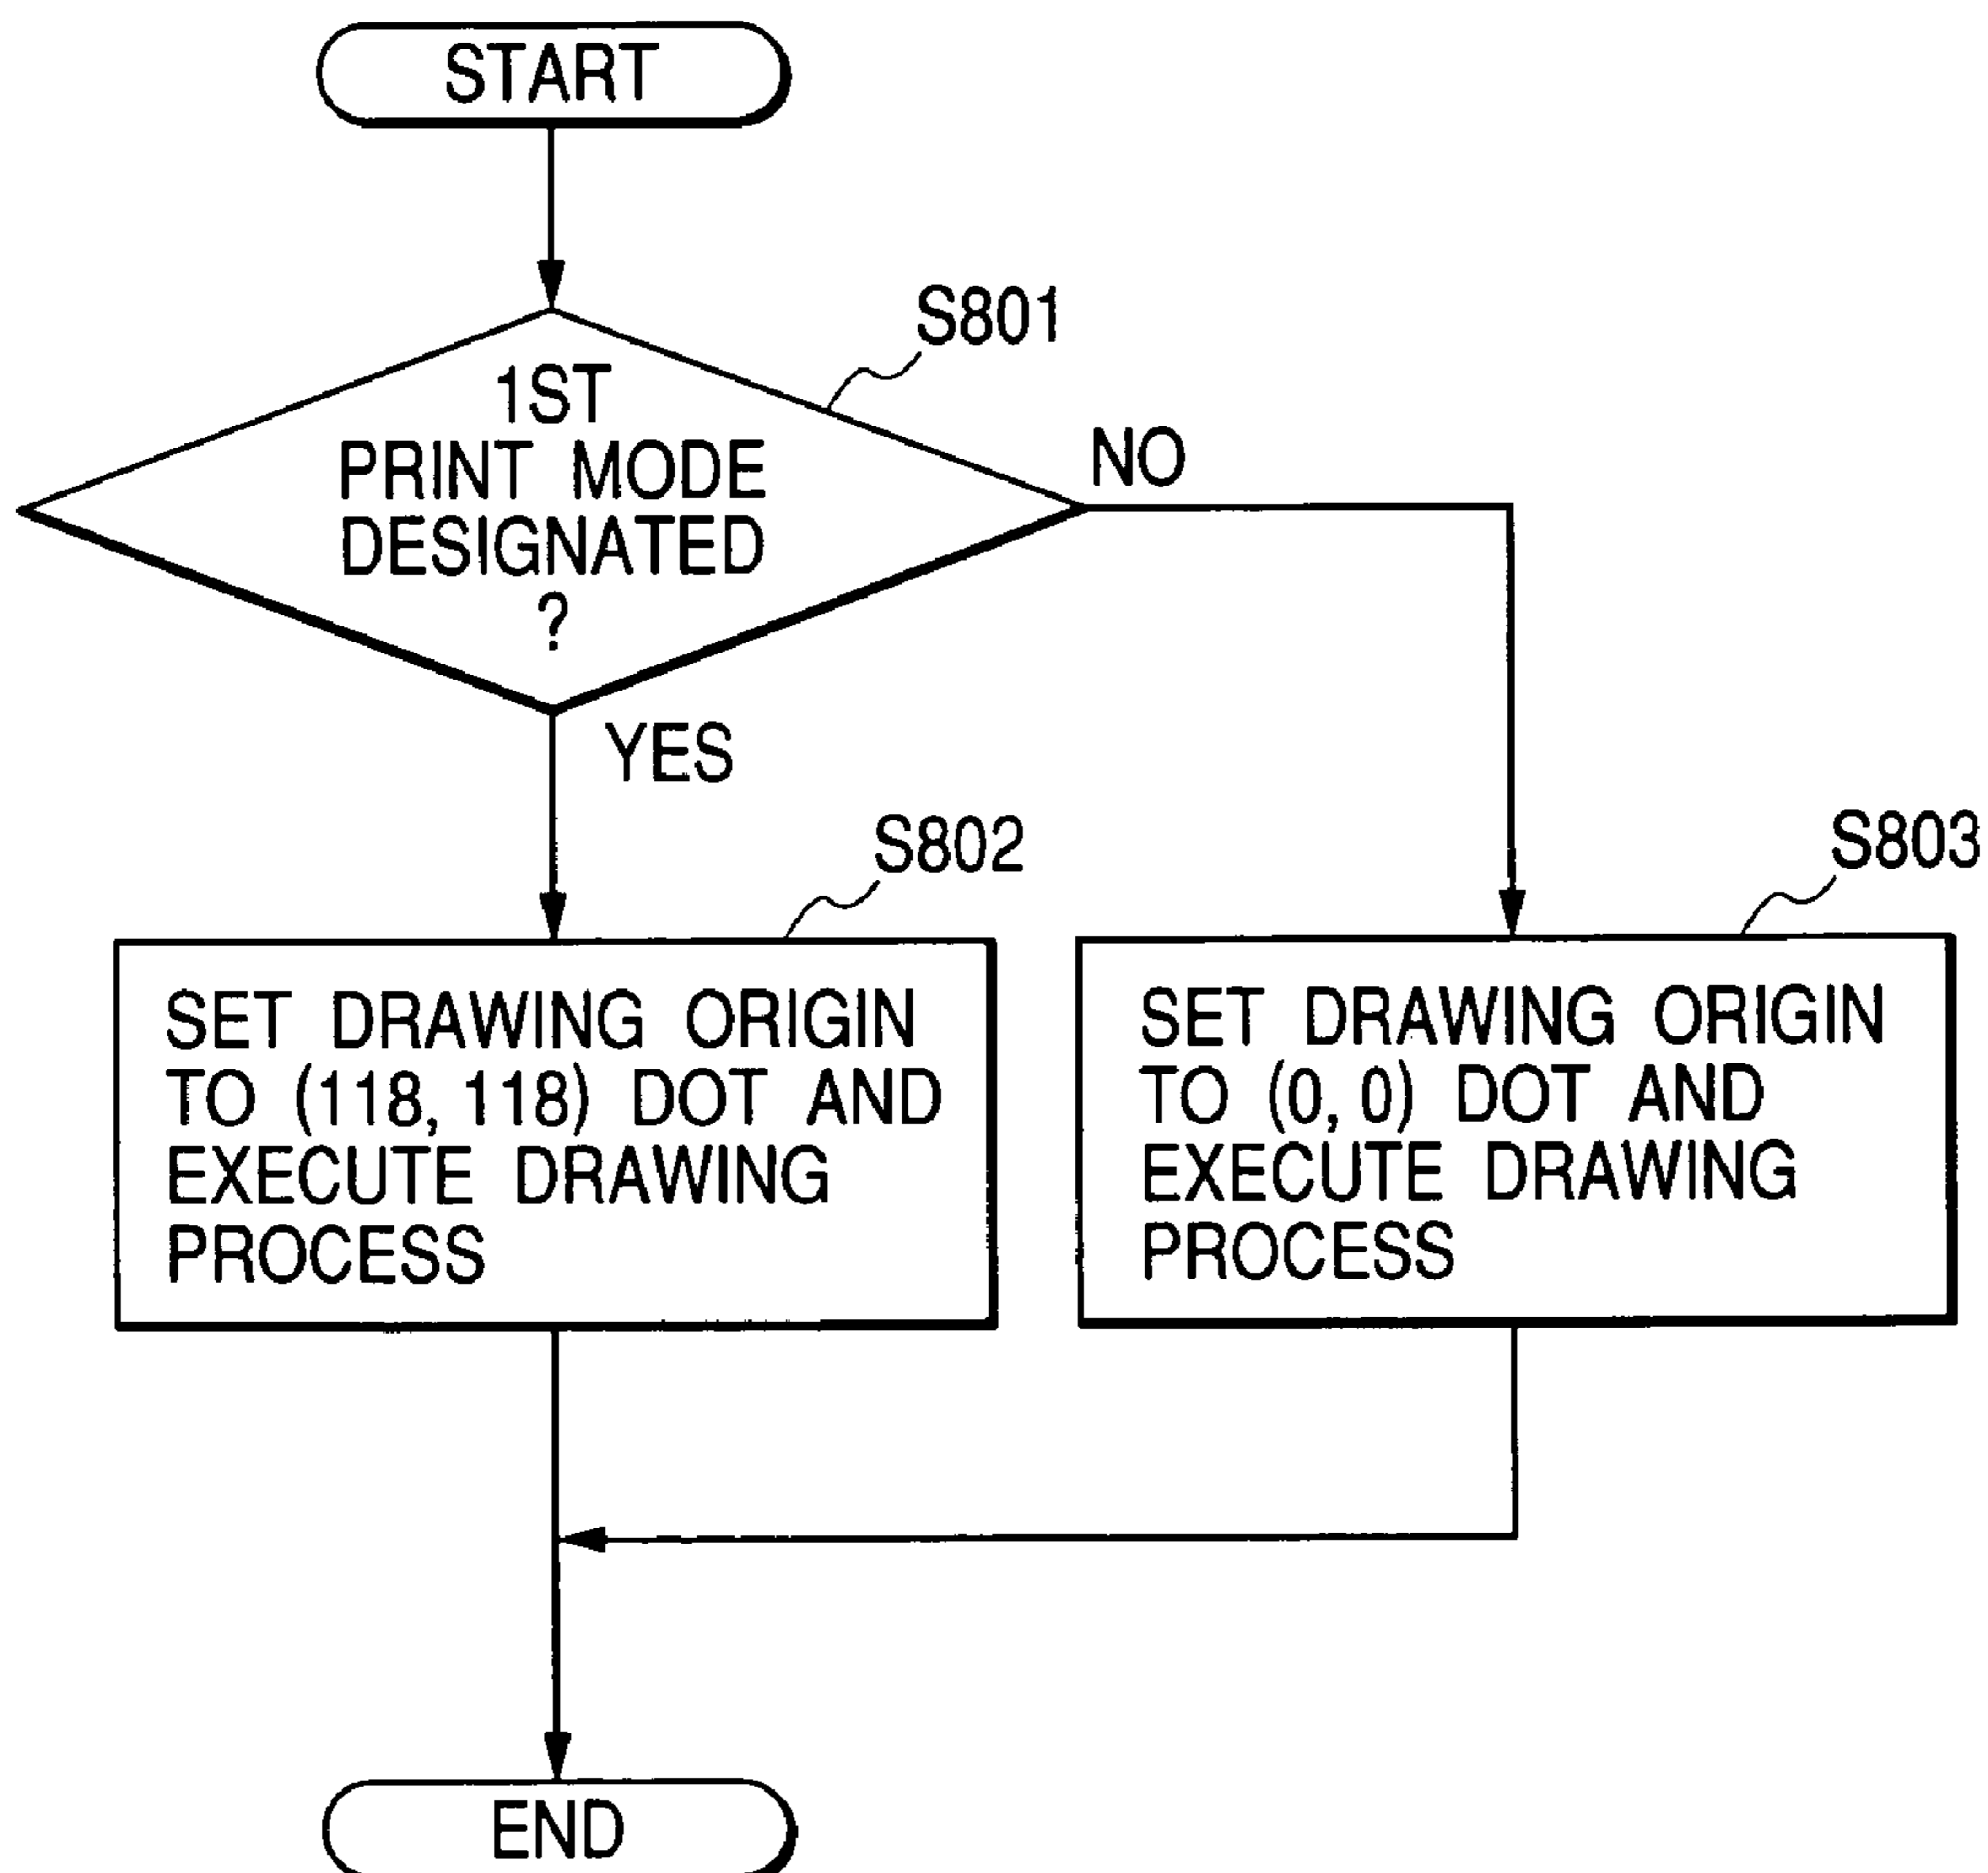 START
S801
1ST
PRINT MODE
DESIGNATED
?
NO
YES
S802
SET DRAWING ORIGIN
TO (118, 118) DOT AND
EXECUTE DRAWING
PROCESS
S803
SET DRAWING ORIGIN
TO (0, 0) DOT AND
EXECUTE DRAWING
PROCESS
END